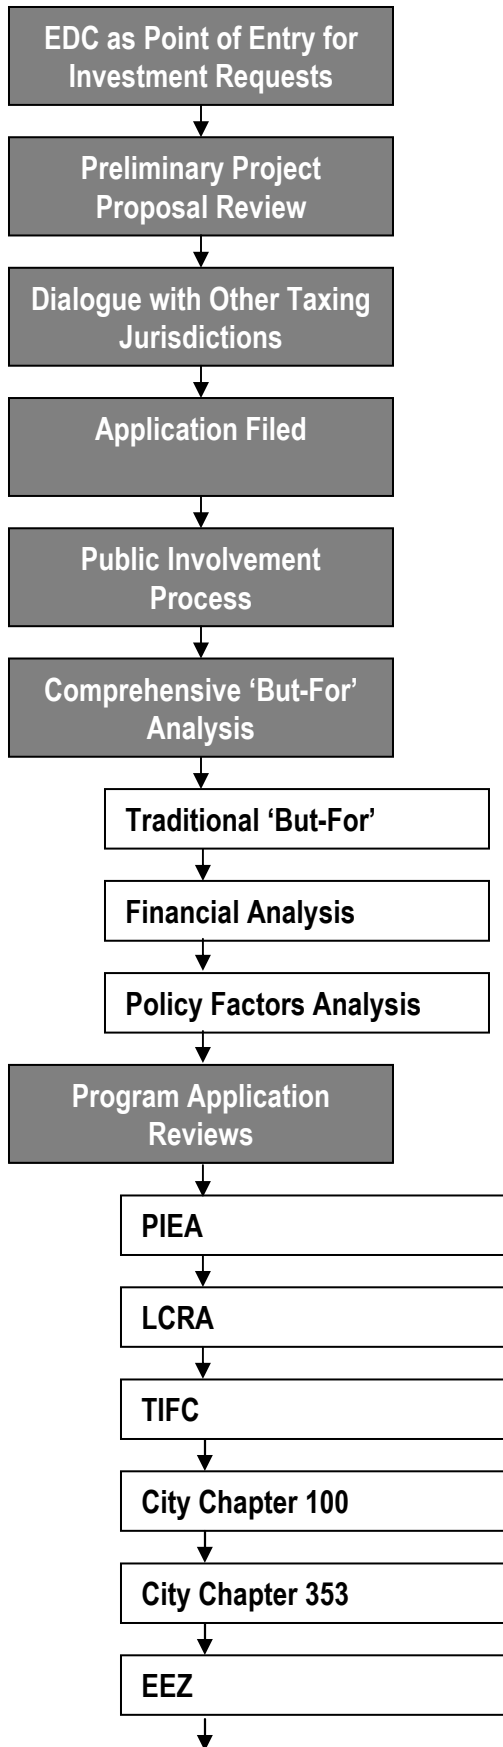 EDC as Point of Entry for
Investment Requests
Preliminary Project
Proposal Review
Dialogue with Other Taxing
Jurisdictions
Application Filed
Public Involvement
Process
Comprehensive ‘But-For’
Analysis
Traditional ‘But-For’
Financial Analysis
Policy Factors Analysis
Program Application
Reviews
PIEA
LCRA
TIFC
City Chapter 100
City Chapter 353
EEZ